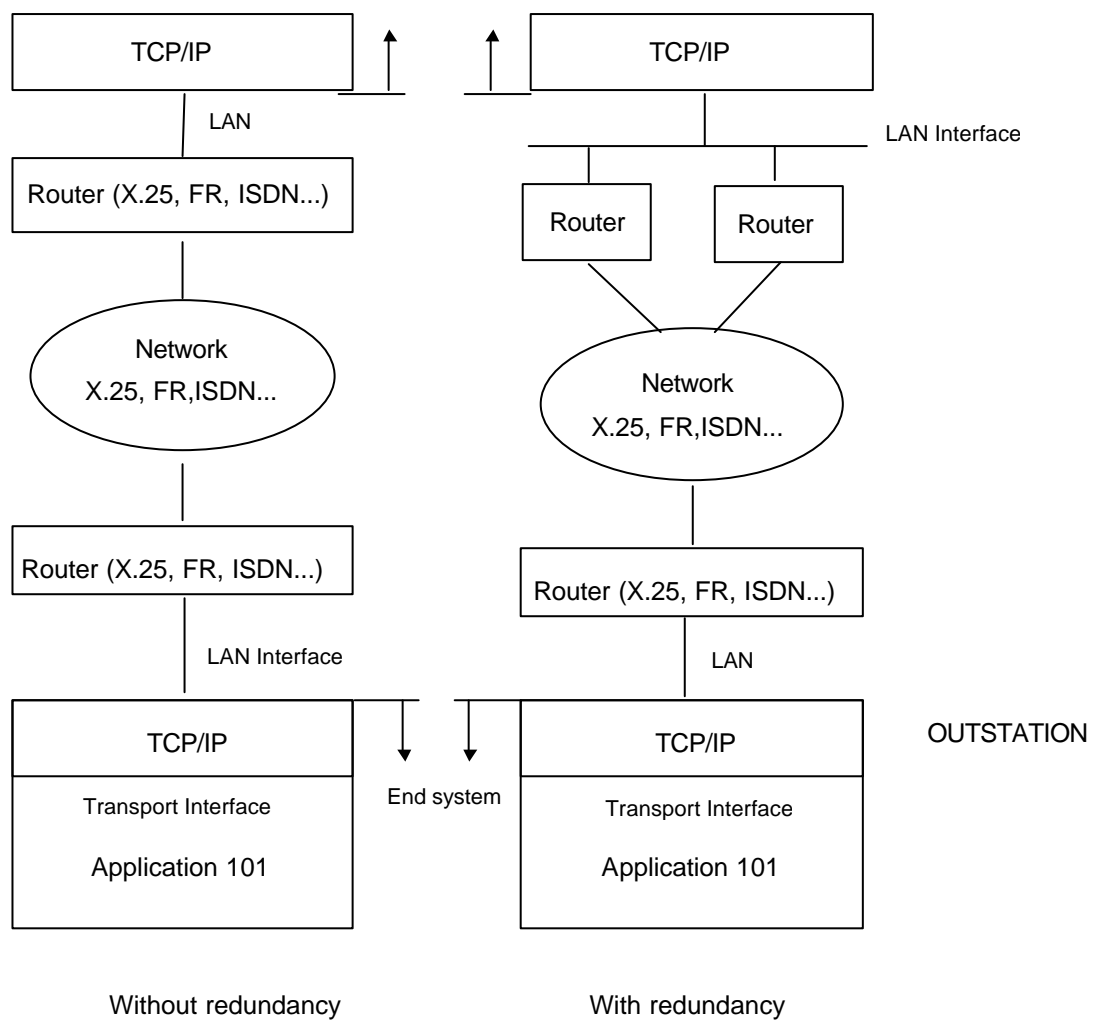 TCP/IP
TCP/IP
LAN
LAN Interface
Router (X.25, FR, ISDN...)
Router
Router
Network
X.25, FR,ISDN...
Network
X.25, FR,ISDN...
Router (X.25, FR, ISDN...)
Router (X.25, FR, ISDN...)
LAN Interface
LAN
TCP/IP
TCP/IP
OUTSTATION
Transport Interface
End system
Transport Interface
Application 101
Application 101
Without redundancy
With redundancy